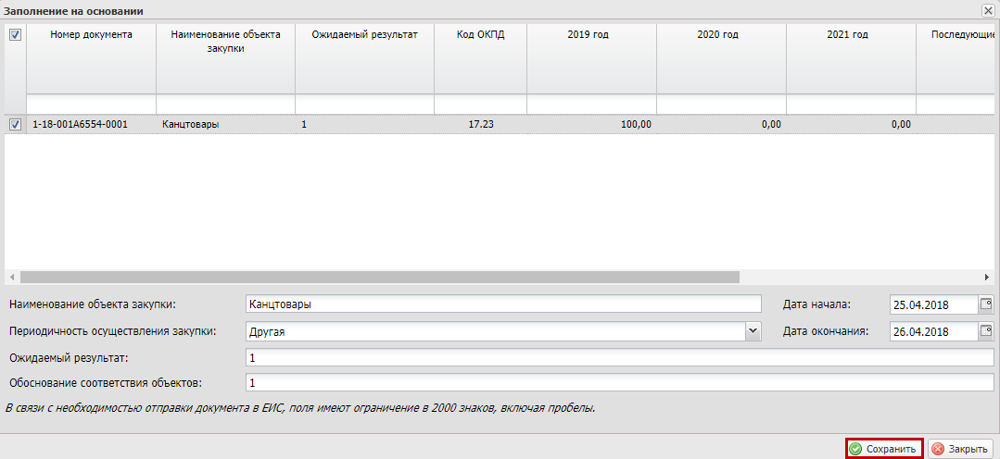 Заполнение на основании
Номер документа
Наименование объекта закупки
Ожидаемый результат
Код ОКПД
2019 год
2020 год
2021 год
Последующие
1-18-001А6554-0001 Канцтовары 1 17.23 100,00 0,00 0,00
Наименование объекта закупки: Канцтовары Дата начала: 25.04.2018
Периодичность осуществления закупки: Другая Дата окончания: 26.04.2018
Ожидаемый результат: 1
Обоснование соответствия объектов: 1
В связи с необходимостью отправки документа в ЕИС, поля имеют ограничение в 2000 знаков, включая пробелы.
Сохранить Закрыть